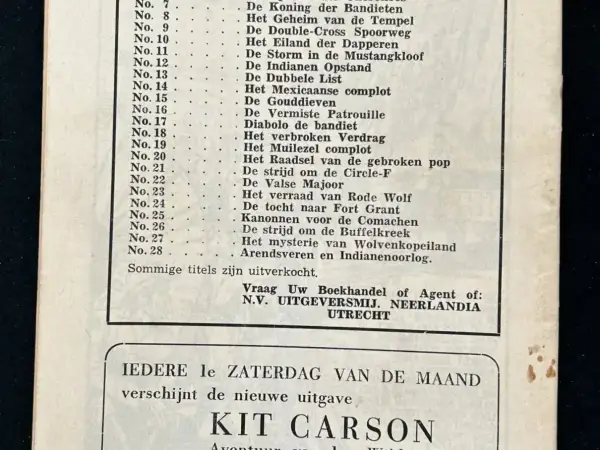 No. 7 . . . . . De Koning der Bandieten
No. 8 . . . . . Het Geheim van de Tempel
No. 9 . . . . . De Double-Cross Spoorweg
No. 10 . . . . . Het Eiland der Dapperen
No. 11 . . . . . De Storm in de Mustangkloof
No. 12 . . . . . De Indianen Opstand
No. 13 . . . . . De Dubbele List
No. 14 . . . . . Het Mexicaanse complot
No. 15 . . . . . De Gouddieven
No. 16 . . . . . De Vermiste Patrouille
No. 17 . . . . . Diabolo de bandiet
No. 18 . . . . . Het verbroken Verdrag
No. 19 . . . . . Het Muilezel complot
No. 20 . . . . . Het Raadsel van de gebroken pop
No. 21 . . . . . De strijd om de Circle-F
No. 22 . . . . . De Valse Majoor
No. 23 . . . . . Het verraad van Rode Wolf
No. 24 . . . . . De tocht naar Fort Grant
No. 25 . . . . . Kanonnen voor de Comachen
No. 26 . . . . . De strijd om de Buffelkreek
No. 27 . . . . . Het mysterie van Wolvenkopeiland
No. 28 . . . . . Arendsveren en Indianenoorlog.
Sommige titels zijn uitverkocht.
Vraag Uw Boekhandel of Agent of:
N.V. UITGEVERSMIJ. NEERLANDIA
UTRECHT
IEDERE 1e ZATERDAG VAN DE MAAND
verschijnt de nieuwe uitgave
KIT CARSON